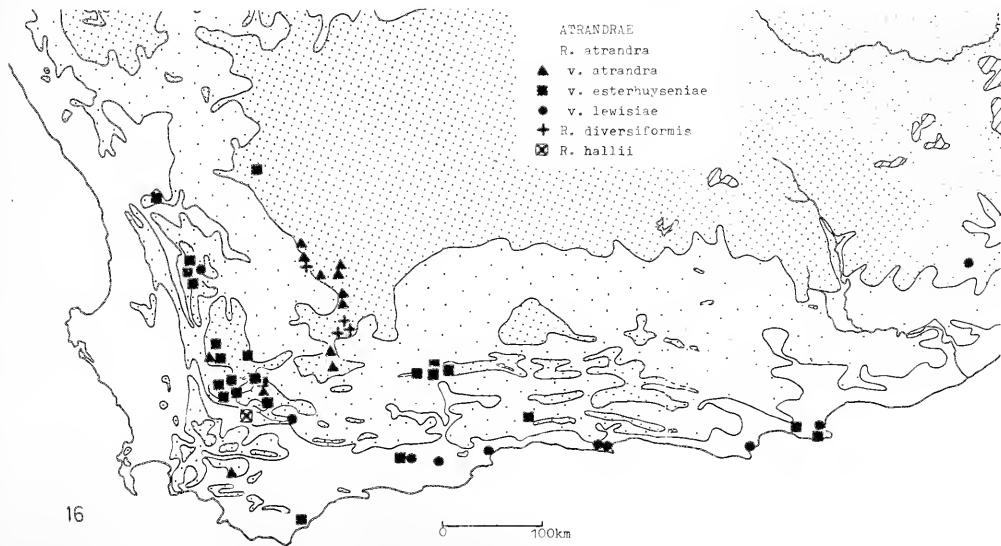 ATRANDRAE
R. atrandra
v. atrandra
v. esterhuyseniae
v. lewisiae
R. diversiformis
R. hallii
16
0 100km